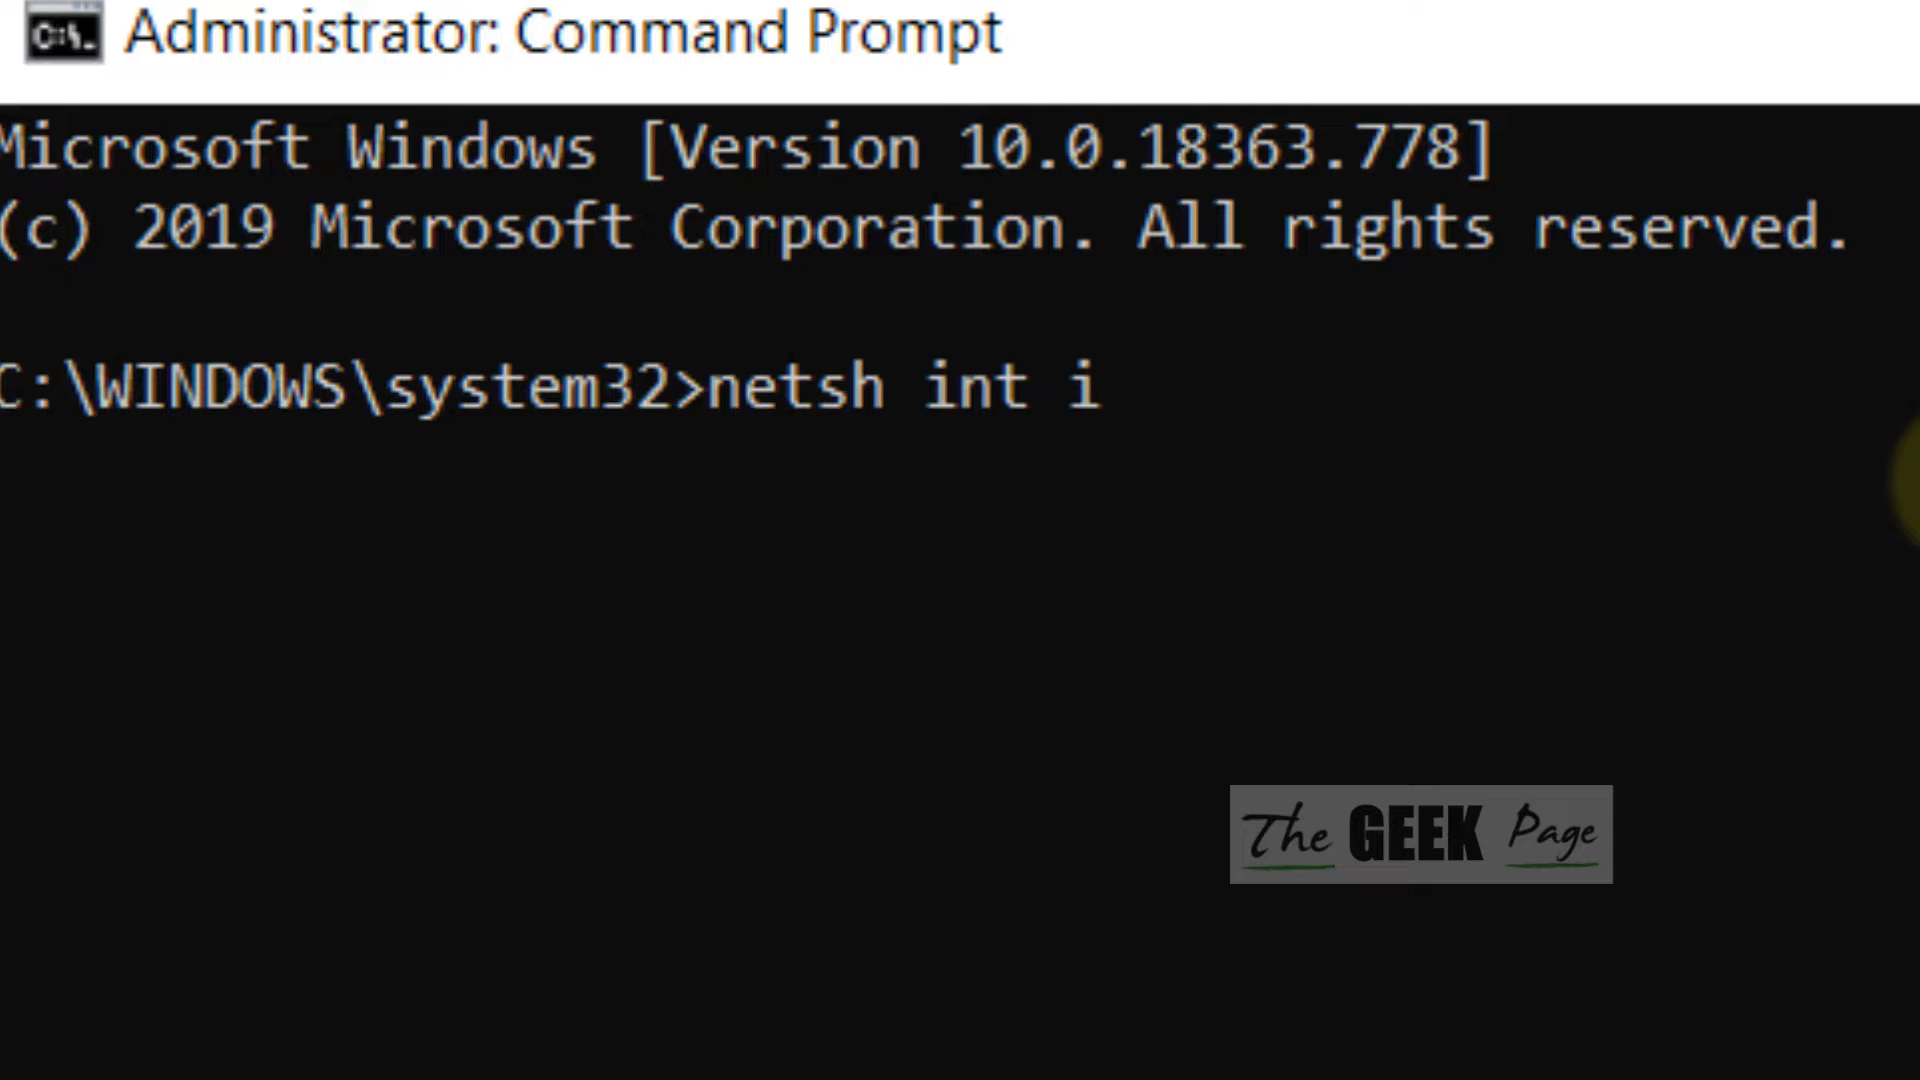 C:\.
Administrator: Command Prompt
Microsoft Windows [Version 10.0.18363.778]
(c) 2019 Microsoft Corporation. All rights reserved.
C:\WINDOWS\system32>netsh int i
The GEEK Page